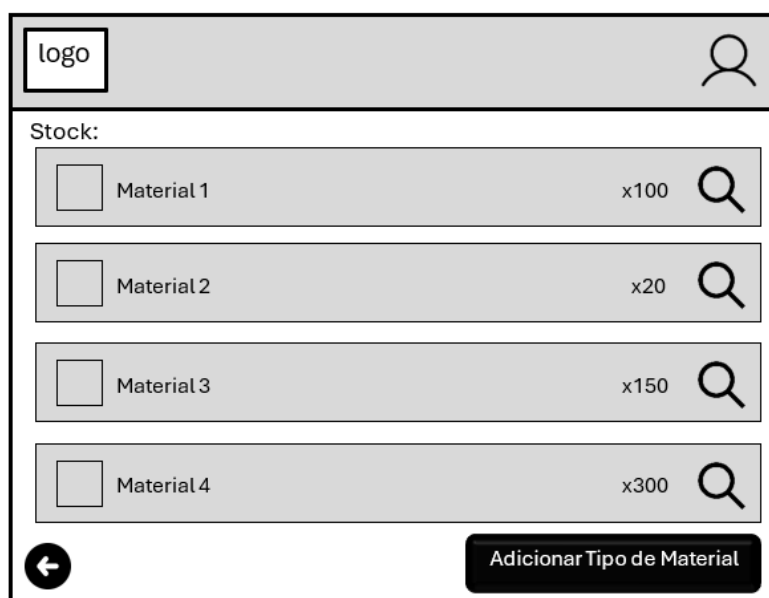 logo
Stock:
Material 1 x100
Material 2 x20
Material 3 x150
Material 4 x300
Adicionar Tipo de Material